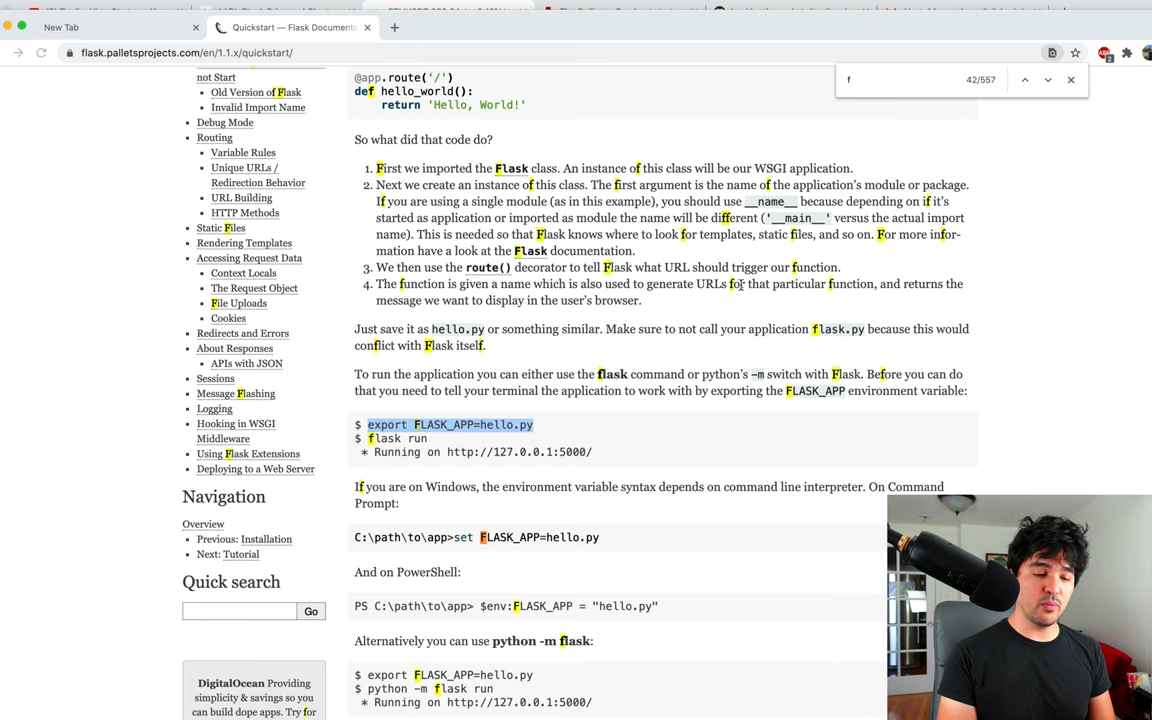 New Tab
Quickstart — Flask Documenta
flask.palletsprojects.com/en/1.1.x/quickstart/
2
f
42/557
not Start
Old Version of Flask
Invalid Import Name
Debug Mode
Routing
Variable Rules
Unique URLs /
Redirection Behavior
URL Building
HTTP Methods
Static Files
Rendering Templates
Accessing Request Data
Context Locals
The Request Object
File Uploads
Cookies
Redirects and Errors
About Responses
APIs with JSON
Sessions
Message Flashing
Logging
Hooking in WSGI
Middleware
Using Flask Extensions
Deploying to a Web Server
Navigation
Overview
Previous: Installation
Next: Tutorial
Quick search
Go
DigitalOcean Providing
simplicity & savings so you
can build dope apps. Try for
@app.route('/')
def hello_world():
return 'Hello, World!'
So what did that code do?
1. First we imported the Flask class. An instance of this class will be our WSGI application.
2. Next we create an instance of this class. The first argument is the name of the application's module or package.
If you are using a single module (as in this example), you should use __name__ because depending on if it's
started as application or imported as module the name will be different ('__main__' versus the actual import
name). This is needed so that Flask knows where to look for templates, static files, and so on. For more infor-
mation have a look at the Flask documentation.
3. We then use the route() decorator to tell Flask what URL should trigger our function.
4. The function is given a name which is also used to generate URLs for that particular function, and returns the
message we want to display in the user's browser.
Just save it as hello.py or something similar. Make sure to not call your application flask.py because this would
conflict with Flask itself.
To run the application you can either use the flask command or python's -m switch with Flask. Before you can do
that you need to tell your terminal the application to work with by exporting the FLASK_APP environment variable:
$ export FLASK_APP=hello.py
$ flask run
* Running on http://127.0.0.1:5000/
If you are on Windows, the environment variable syntax depends on command line interpreter. On Command
Prompt:
C:\path\to\app>set FLASK_APP=hello.py
And on PowerShell:
PS C:\path\to\app> $env:FLASK_APP = "hello.py"
Alternatively you can use python -m flask:
$ export FLASK_APP=hello.py
$ python -m flask run
* Running on http://127.0.0.1:5000/